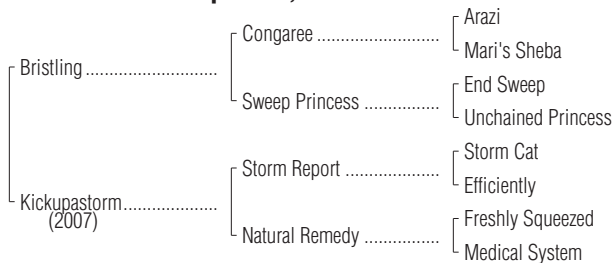 Arazi
Congaree ........................
Mari's Sheba
Bristling ..........................
End Sweep
Sweep Princess ...............
Unchained Princess
Storm Cat
Storm Report ...................
Efficiently
Kickupastorm...................
(2007)
Freshly Squeezed
Natural Remedy ...............
Medical System